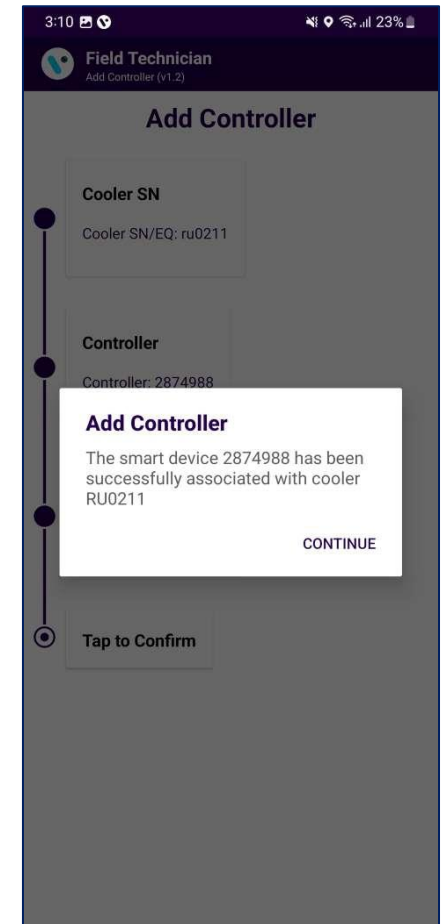 3:10 23%
Field Technician
Add Controller (v1.2)
Add Controller
Cooler SN
Cooler SN/EQ: ru0211
Controller
Controller: 2874988
Add Controller
The smart device 2874988 has been
successfully associated with cooler
RU0211
CONTINUE
Tap to Confirm